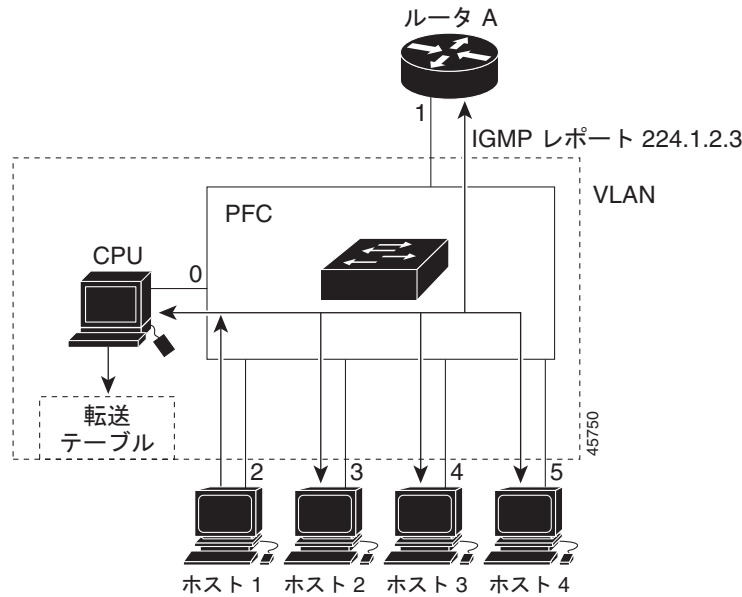 ルータ A
1
IGMP レポート 224.1.2.3
VLAN
PFC
CPU
0
転送
テーブル
45750
2
3
4
5
ホスト 1
ホスト 2
ホスト 3
ホスト 4